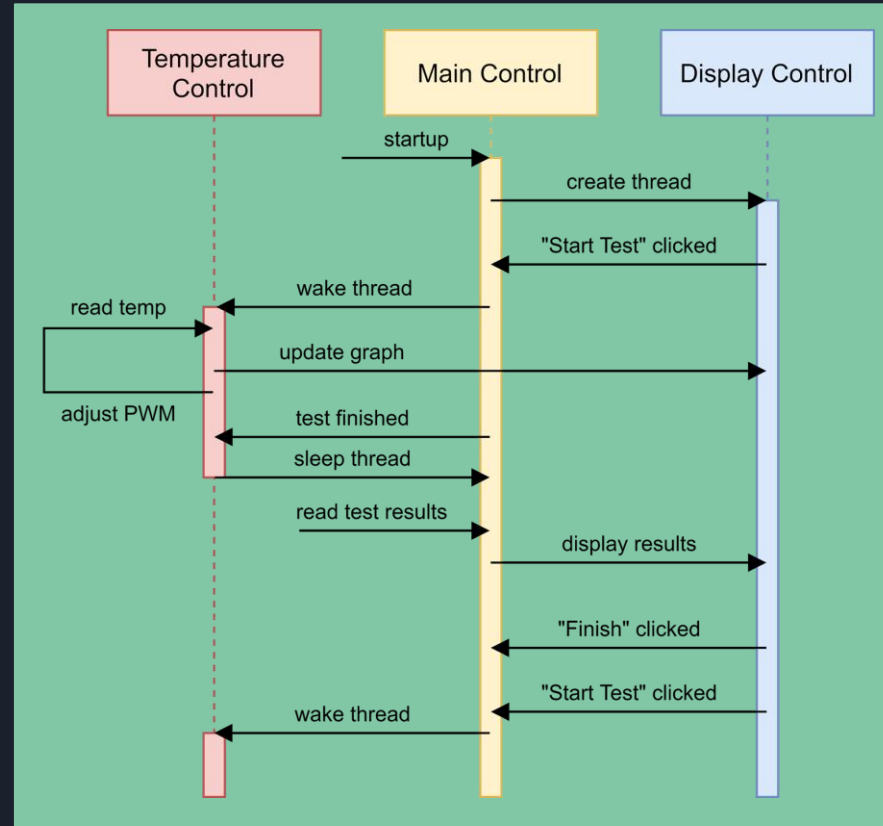 Temperature
Control
Main Control
Display Control
startup
create thread
"Start Test" clicked
wake thread
read temp
update graph
adjust PWM
test finished
sleep thread
read test results
display results
"Finish" clicked
"Start Test" clicked
wake thread